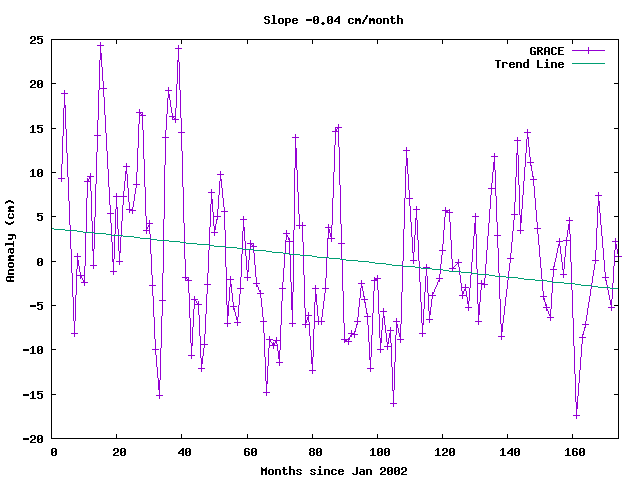 Slope -0.04 cm/month
GRACE
Trend Line
25
20
15
10
5
0
-5
-10
-15
-20
Anomaly (cm)
0 20 40 60 80 100 120 140 160
Months since Jan 2002